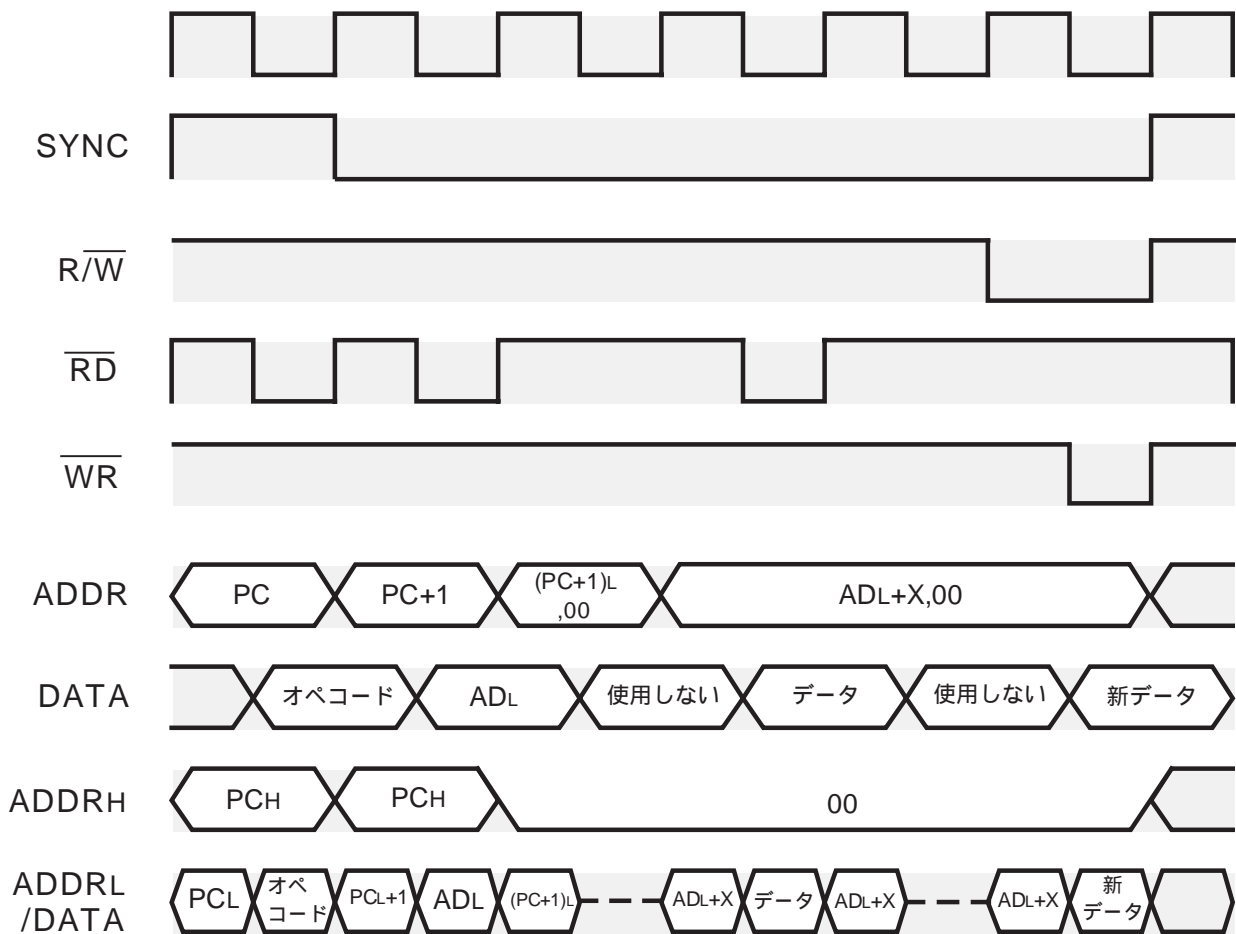 SYNC
R/W
RD
WR
ADDR PC PC+1 (PC+1)L
,00 ADL+X,00
DATA オペコード ADL 使用しない データ 使用しない 新データ
ADDRH PCH PCH 00
ADDRL
/DATA PCL オペ
コード PCL+1 ADL (PC+1)L ADL+X データ ADL+X ADL+X 新
データ